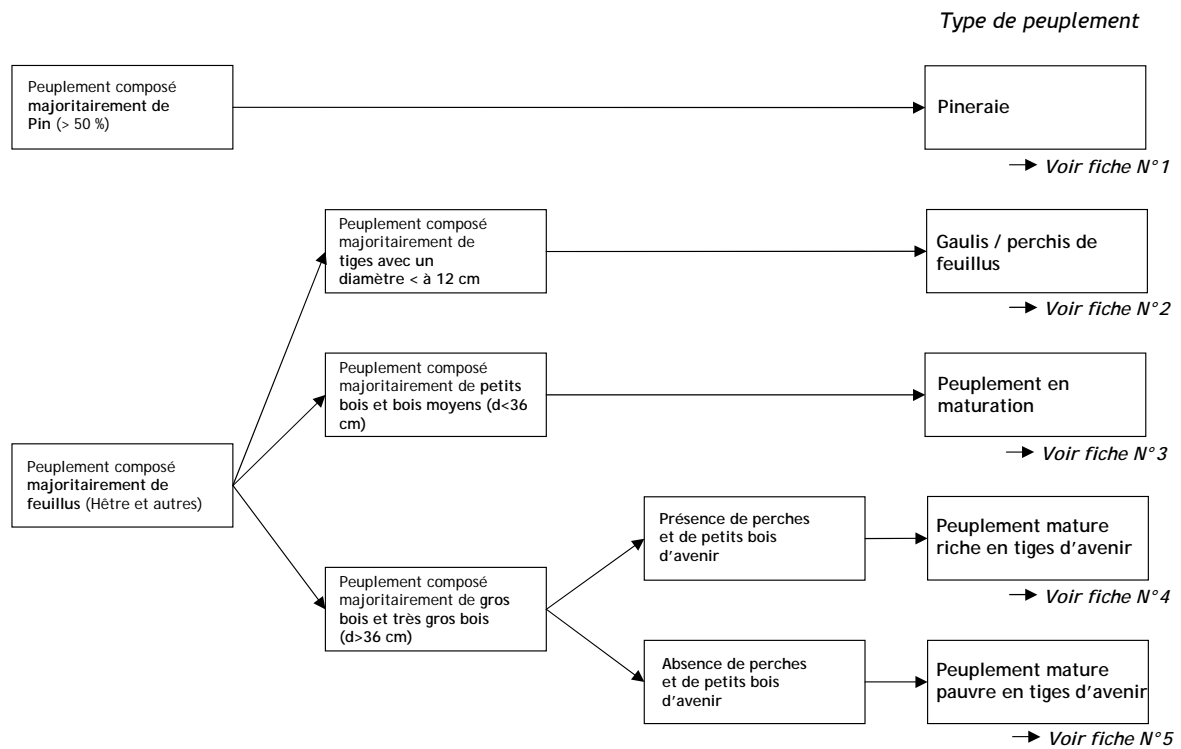 Type de peuplement
Peuplement composé
majoritairement de
Pin (> 50 %)
Pineraie
Voir fiche N°1
Peuplement composé
majoritairement de
tiges avec un
diamètre < à 12 cm
Gaulis / perchis de
feuillus
Voir fiche N°2
Peuplement composé
majoritairement de petits
bois et bois moyens (d<36
cm)
Peuplement en
maturation
Voir fiche N°3
Peuplement composé
majoritairement de
feuillus (Hêtre et autres)
Présence de perches
et de petits bois
d'avenir
Peuplement mature
riche en tiges d'avenir
Voir fiche N°4
Peuplement composé
majoritairement de gros
bois et très gros bois
(d>36 cm)
Absence de perches
et de petits bois
d'avenir
Peuplement mature
pauvre en tiges d'avenir
Voir fiche N°5